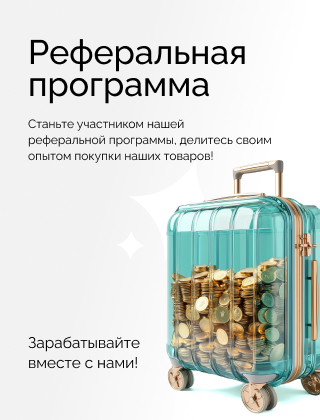 Реферальная
программа
Станьте участником нашей
реферальной программы, делитесь своим
опытом покупки наших товаров!
Зарабатывайте
вместе с нами!